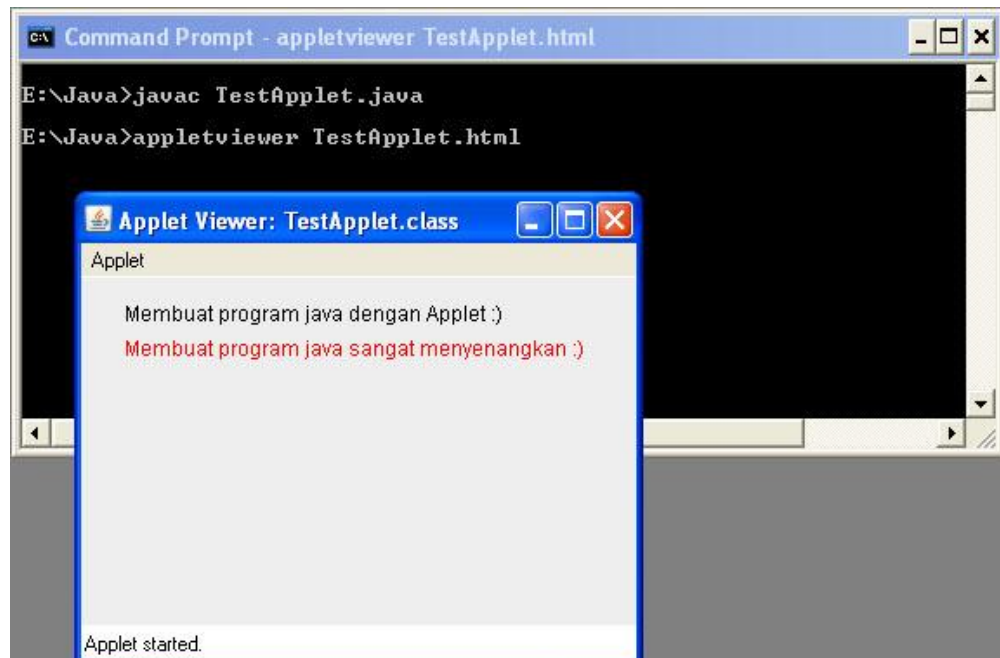 Command Prompt - appletviewer TestApplet.html
E:\Java>javac TestApplet.java
E:\Java>appletviewer TestApplet.html
Applet Viewer: TestApplet.class
Applet
Membuat program java dengan Applet :)
Membuat program java sangat menyenangkan :)
Applet started.